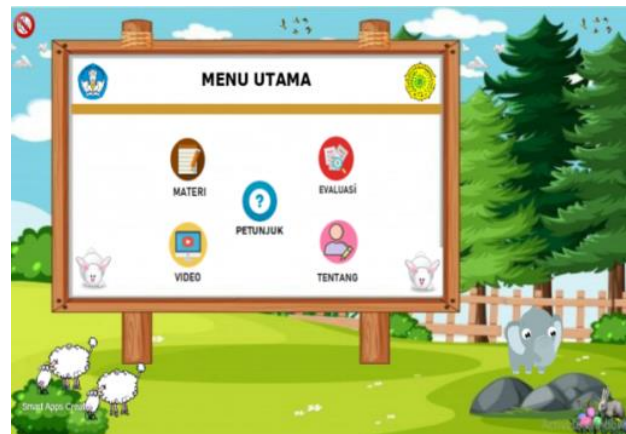 MENU UTAMA
MATERI
EVALUASİ
PETUNJUK
VIDEO
TENTANG
Smart Apps Creator